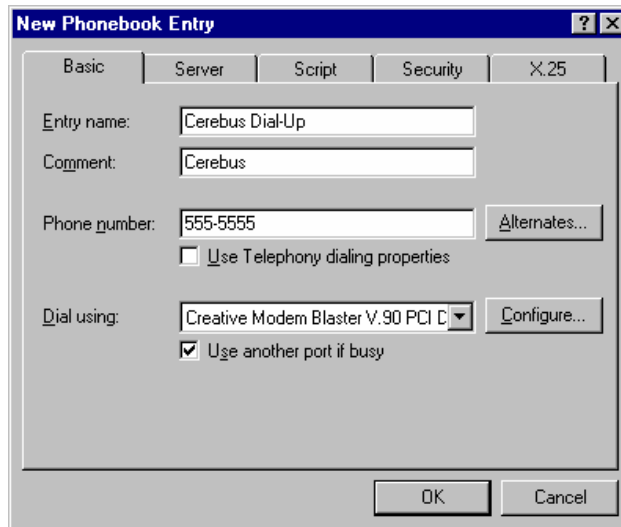 New Phonebook Entry
Basic Server Script Security X.25
Entry name: Cerebus Dial-Up
Comment: Cerebus
Phone number: 555-5555 Alternates...
Use Telephony dialing properties
Dial using: Creative Modem Blaster V.90 PCI D Configure...
Use another port if busy
OK Cancel